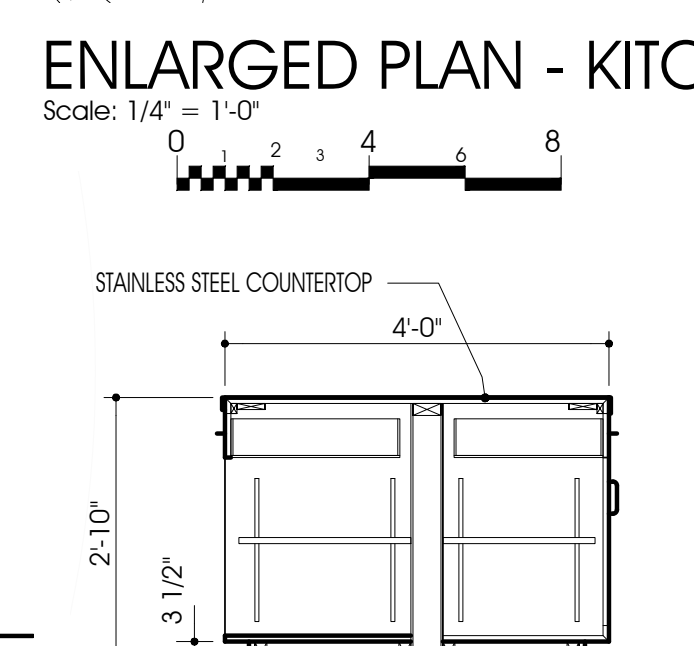 ENLARGED PLAN - KITC
Scale: 1/4" = 1'-0"
0 1 2 3 4 6 8
STAINLESS STEEL COUNTERTOP
4'-0"
2'-10"
3 1/2"